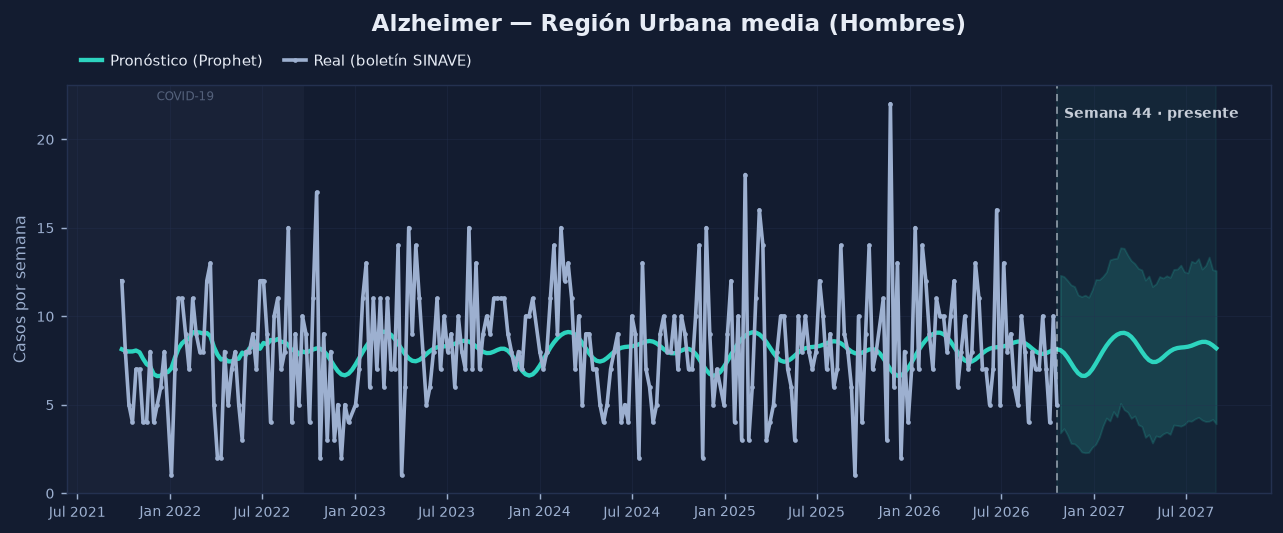 Alzheimer — Región Urbana media (Hombres)
Pronóstico (Prophet) Real (boletín SINAVE)
COVID-19
Semana 44 · presente
Casos por semana
20
15
10
5
0
Jul 2021 Jan 2022 Jul 2022 Jan 2023 Jul 2023 Jan 2024 Jul 2024 Jan 2025 Jul 2025 Jan 2026 Jul 2026 Jan 2027 Jul 2027